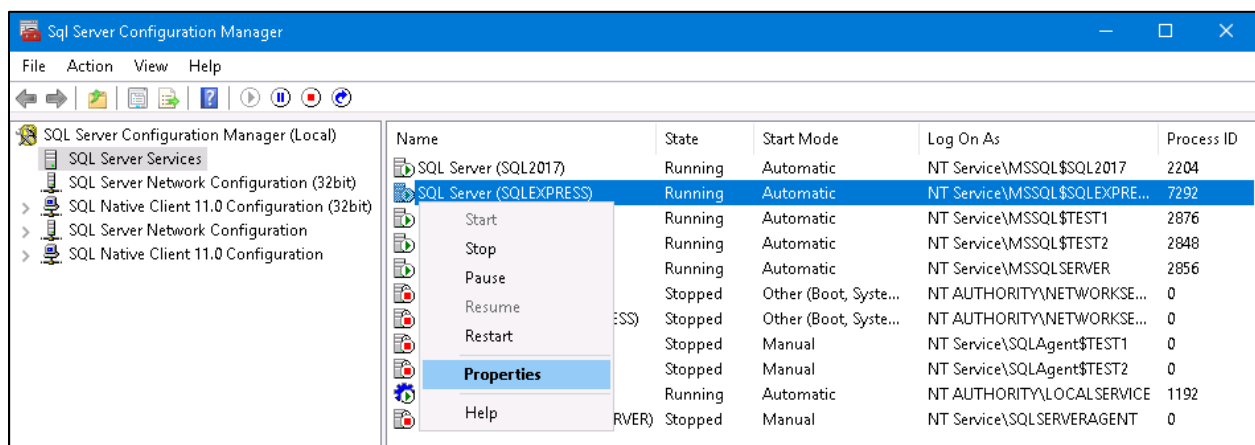 Sql Server Configuration Manager
File Action View Help
SQL Server Configuration Manager (Local)
SQL Server Services
SQL Server Network Configuration (32bit)
SQL Native Client 11.0 Configuration (32bit)
SQL Server Network Configuration
SQL Native Client 11.0 Configuration
Name State Start Mode Log On As Process ID
SQL Server (SQL2017) Running Automatic NT Service\MSSQL$SQL2017 2204
SQL Server (SQLEXPRESS) Running Automatic NT Service\MSSQL$SQLEXPRE... 7292
Running Automatic NT Service\MSSQL$TEST1 2876
Running Automatic NT Service\MSSQL$TEST2 2848
Running Automatic NT Service\MSSQLSERVER 2856
Stopped Other (Boot, Syste... NT AUTHORITY\NETWORKSE... 0
ESS) Stopped Other (Boot, Syste... NT AUTHORITY\NETWORKSE... 0
Stopped Manual NT Service\SQLAgent$TEST1 0
Stopped Manual NT Service\SQLAgent$TEST2 0
Running Automatic NT AUTHORITY\LOCALSERVICE 1192
RVER) Stopped Manual NT Service\SQLSERVERAGENT 0
Start
Stop
Pause
Resume
Restart
Properties
Help